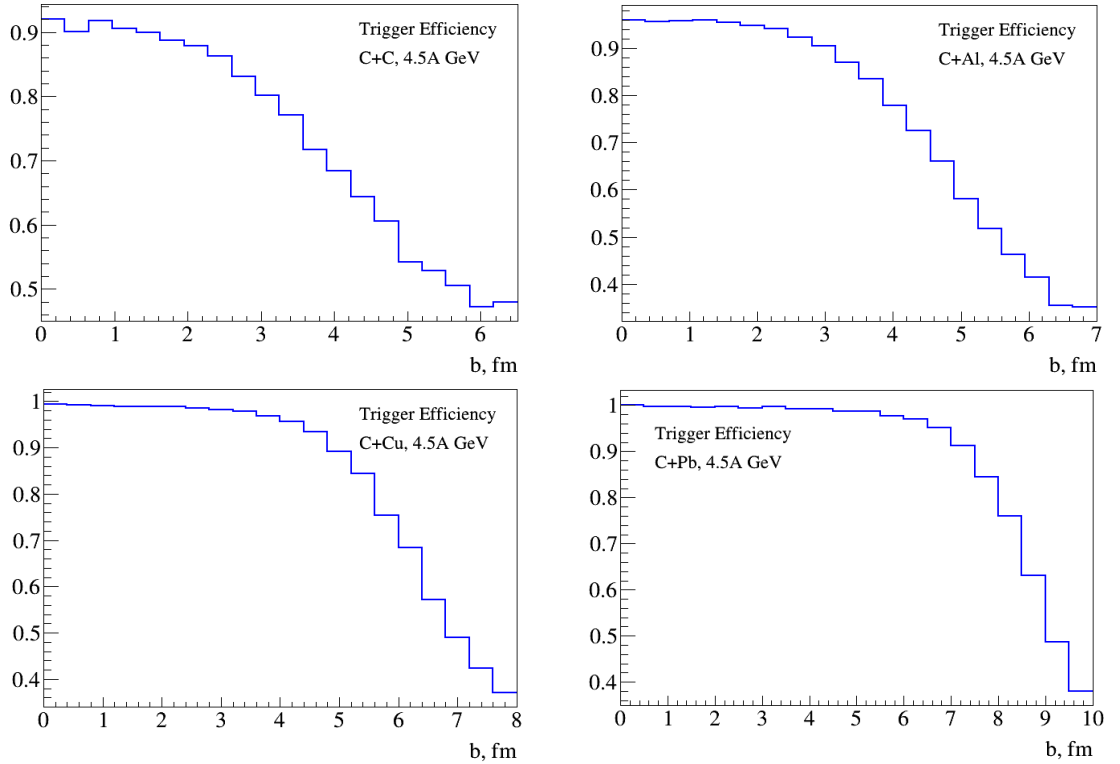 Trigger Efficiency
C+C, 4.5A GeV
0.9
0.8
0.7
0.6
0.5
0 1 2 3 4 5 6
b, fm
Trigger Efficiency
C+Al, 4.5A GeV
0.9
0.8
0.7
0.6
0.5
0.4
0 1 2 3 4 5 6 7
b, fm
Trigger Efficiency
C+Cu, 4.5A GeV
1
0.9
0.8
0.7
0.6
0.5
0.4
0 1 2 3 4 5 6 7 8
b, fm
Trigger Efficiency
C+Pb, 4.5A GeV
1
0.9
0.8
0.7
0.6
0.5
0.4
0 1 2 3 4 5 6 7 8 9 10
b, fm